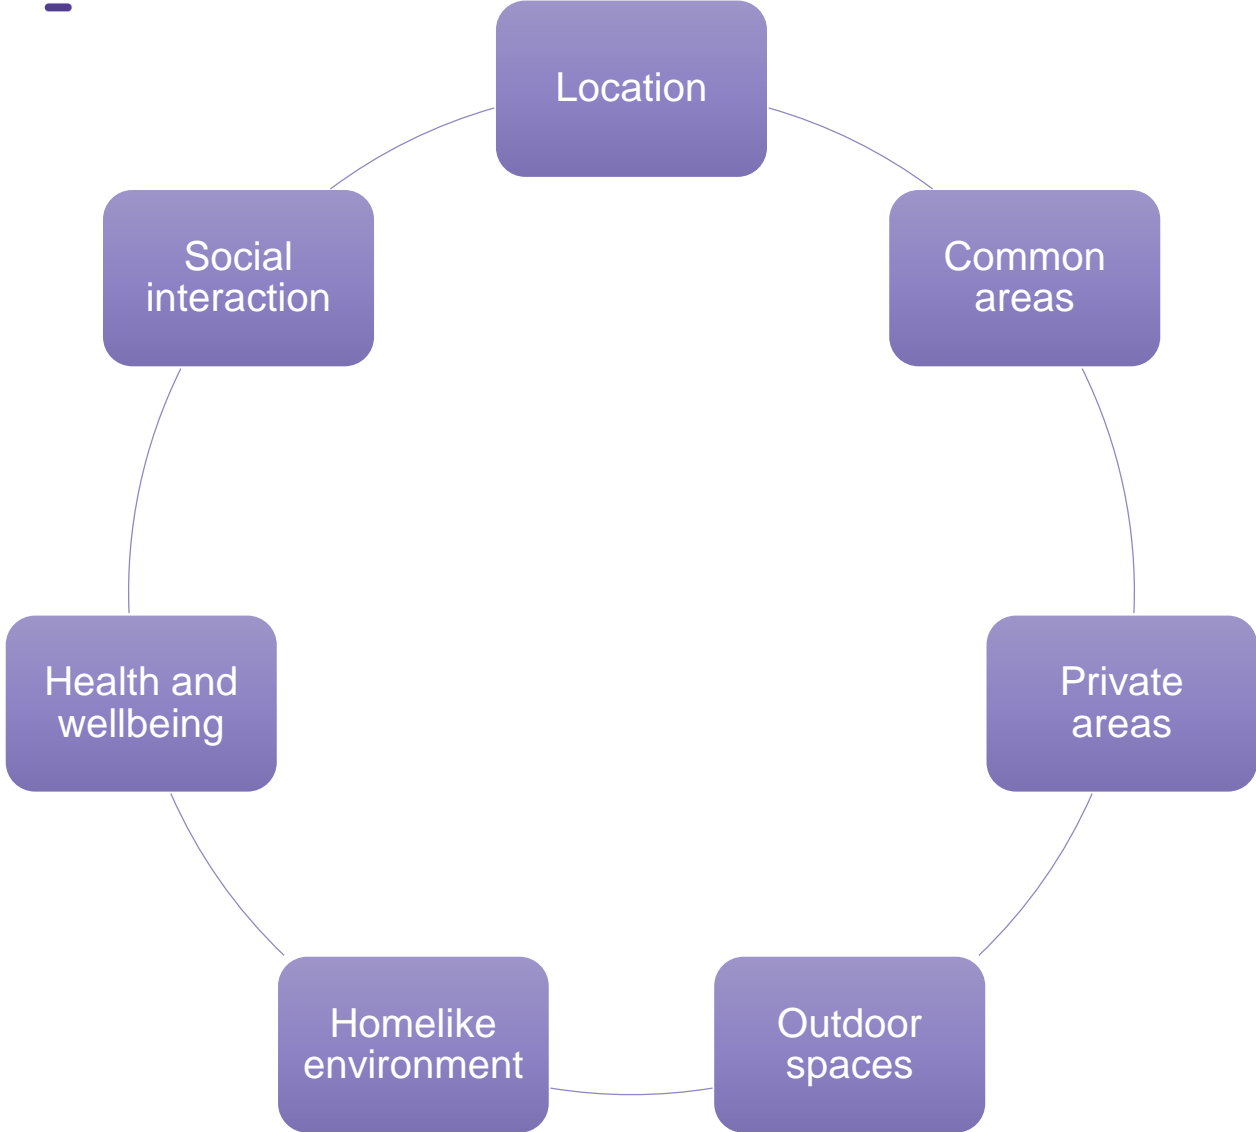 Location
Common
areas
Private
areas
Outdoor
spaces
Homelike
environment
Health and
wellbeing
Social
interaction